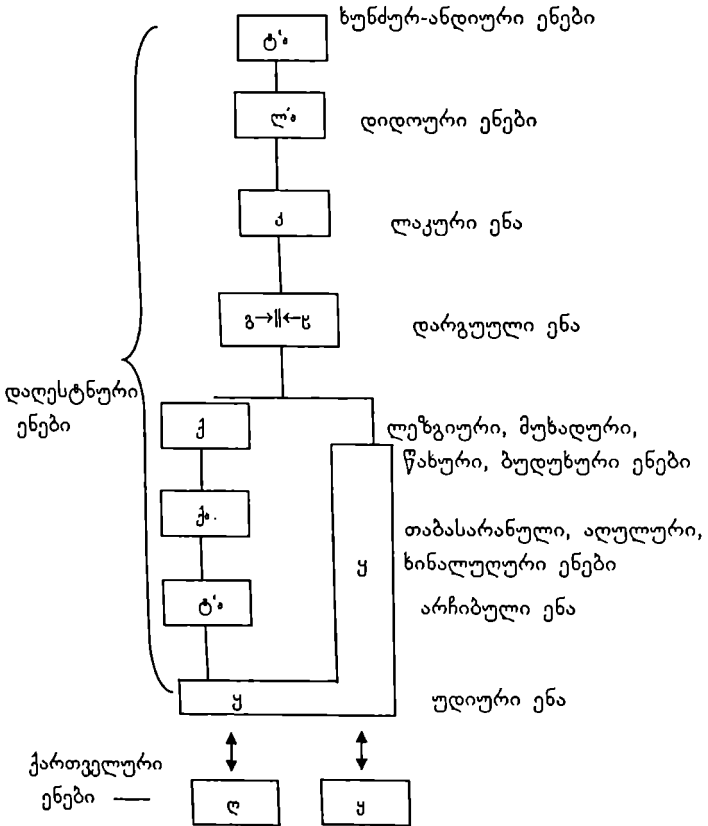 ხუნძურ-ანდიური ენები
ტ'ა
დიდოური ენები
ლ'ა
ლაკური ენა
კ
დარგუული ენა
გ→||←ხ
დაღესტნური
ენები
ლეზგიური, მუხადური,
წახური, ბუდუხური ენები
ქ
ქა.
თაბასარანული, აღულური,
ხინალუღური ენები
ყ
არჩიბული ენა
ტ'ა
უდიური ენა
ყ
ქართველური
ენები —
ღ
ყ